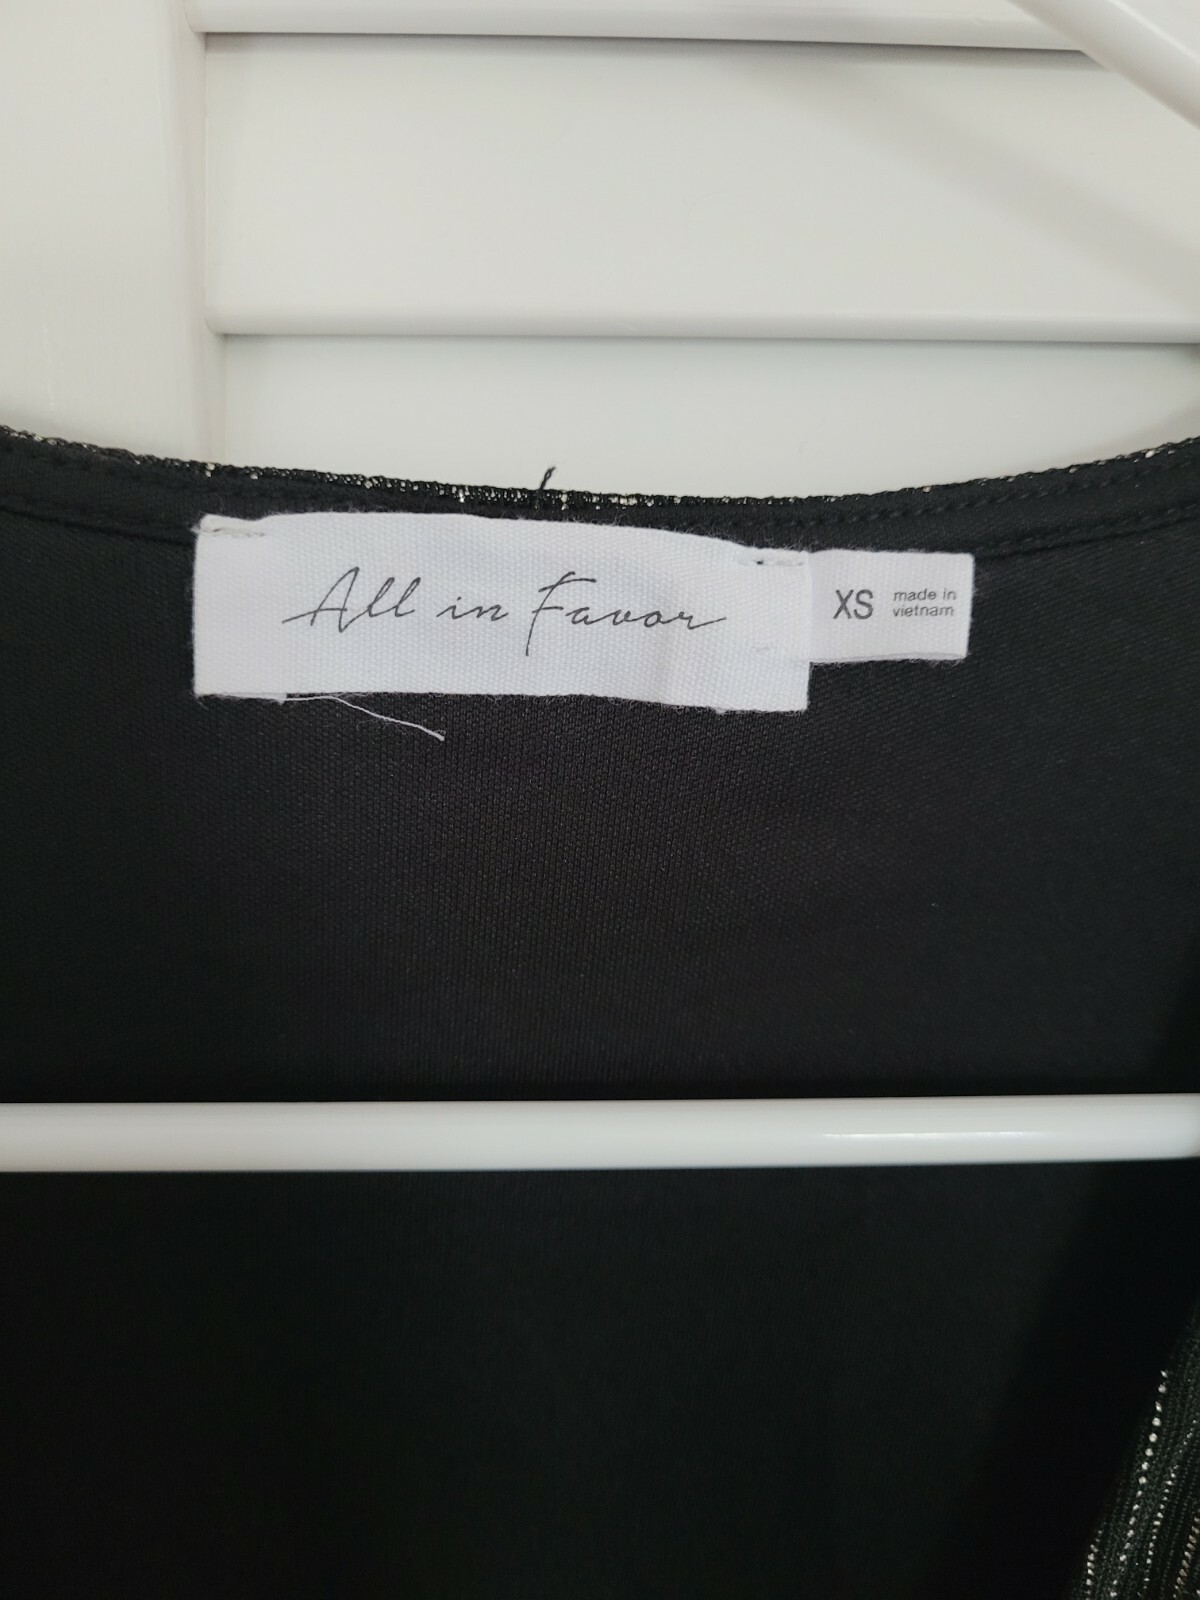 All in Favor
XS
made in
vietnam